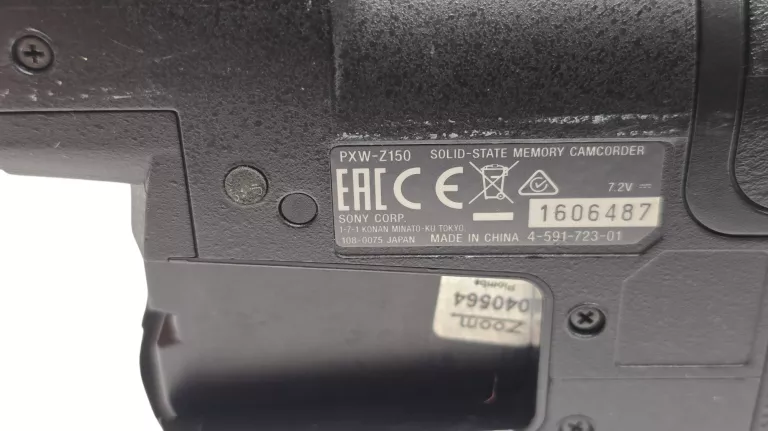 PXW-Z150 SOLID-STATE MEMORY CAMCORDER
EAC CE 7.2V ⎓
SONY CORP. 1606487
1-7-1 KONAN MINATO-KU TOKYO,
108-0075 JAPAN MADE IN CHINA 4-591-723-01
Zoom
040564
Plombs